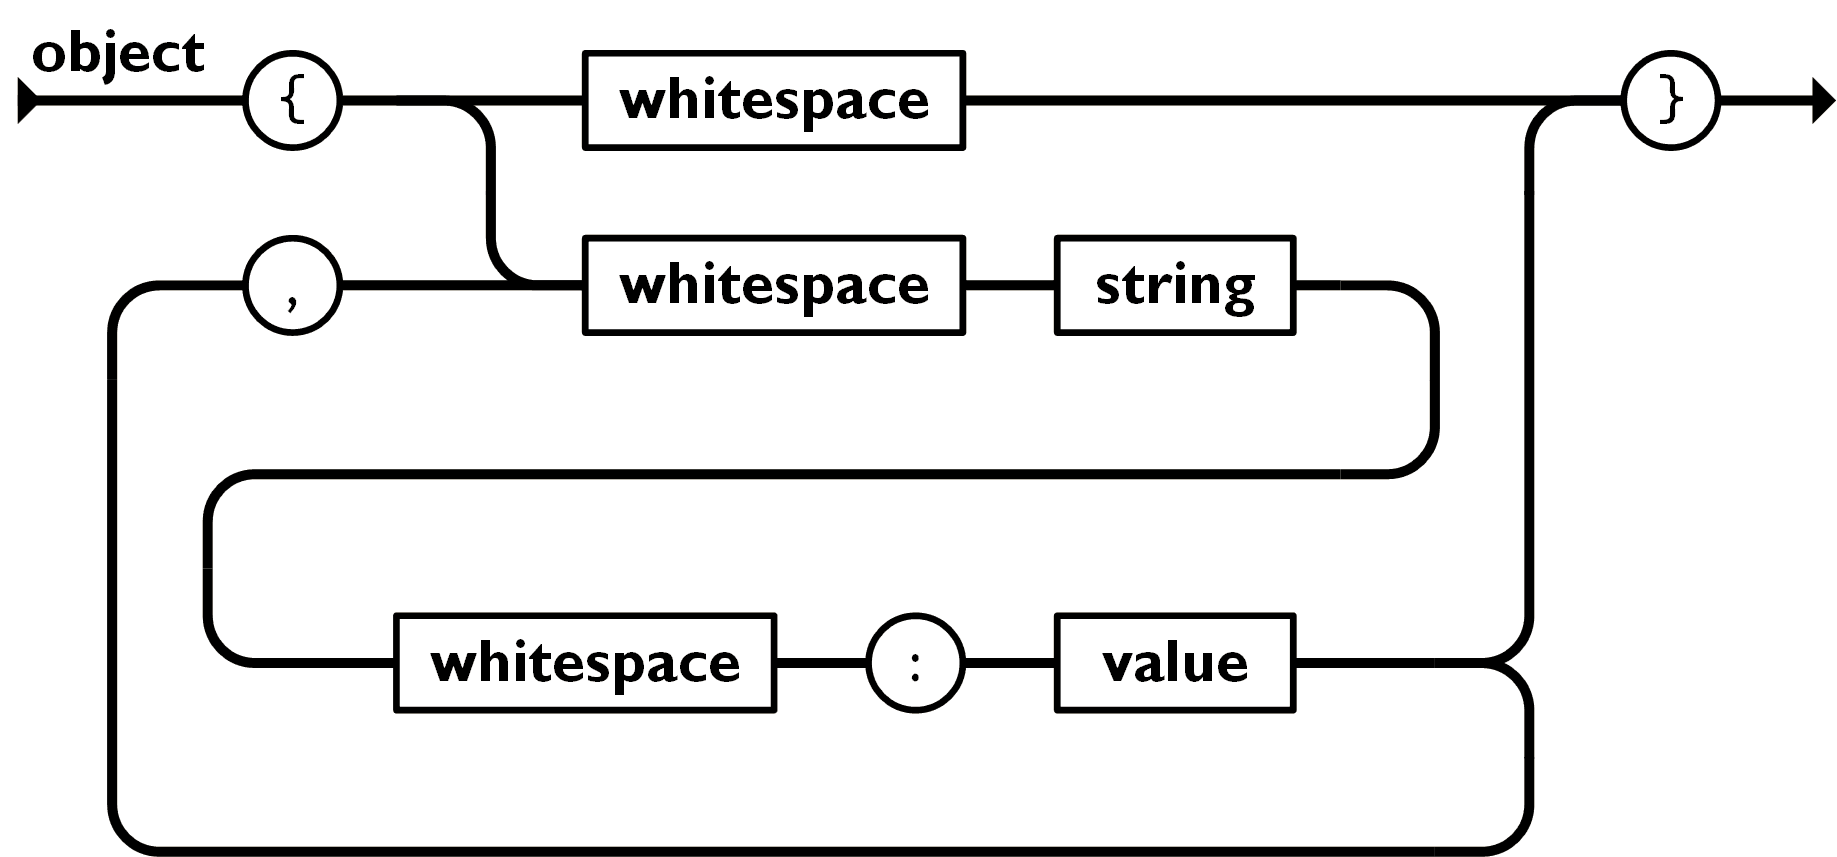 object
{ whitespace }
, whitespace string
whitespace : value